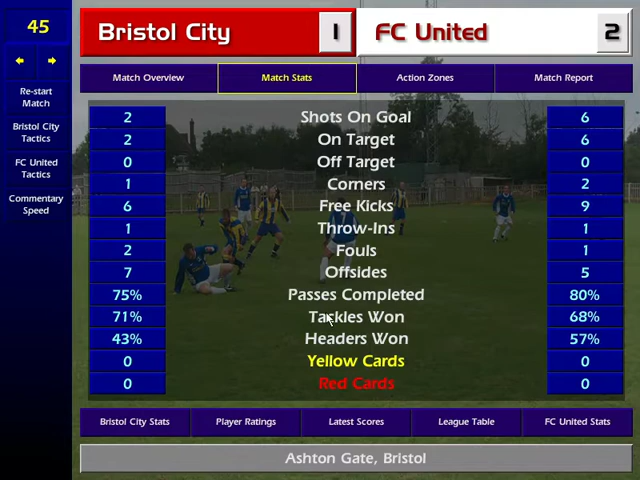 45
Bristol City 1 FC United 2
Match Overview Match Stats Action Zones Match Report
Re-start
Match
Bristol City
Tactics
FC United
Tactics
Commentary
Speed
2 Shots On Goal 6
2 On Target 6
0 Off Target 0
1 Corners 2
6 Free Kicks 9
1 Throw-Ins 1
2 Fouls 1
7 Offsides 5
75% Passes Completed 80%
71% Tackles Won 68%
43% Headers Won 57%
0 Yellow Cards 0
0 Red Cards 0
Bristol City Stats Player Ratings Latest Scores League Table FC United Stats
Ashton Gate, Bristol